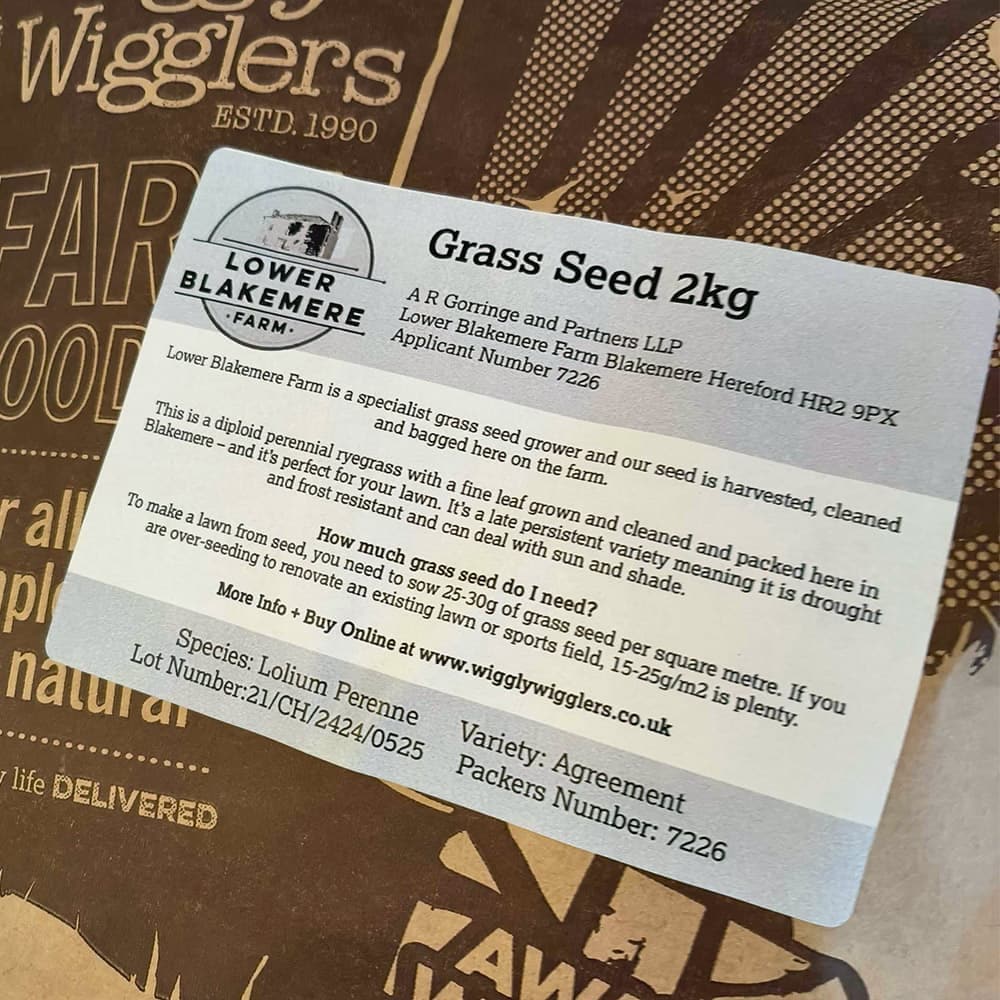 Wigglers
ESTD. 1990
FAR
OOD
r all
natural
life DELIVERED
LOWER
BLAKEMERE
·FARM·
Grass Seed 2kg
A R Gorringe and Partners LLP
Lower Blakemere Farm Blakemere Hereford HR2 9PX
Applicant Number 7226
Lower Blakemere Farm is a specialist grass seed grower and our seed is harvested, cleaned
and bagged here on the farm.
This is a diploid perennial ryegrass with a fine leaf grown and cleaned and packed here in
Blakemere – and it's perfect for your lawn. It's a late persistent variety meaning it is drought
and frost resistant and can deal with sun and shade.
How much grass seed do I need?
To make a lawn from seed, you need to sow 25-30g of grass seed per square metre. If you
are over-seeding to renovate an existing lawn or sports field, 15-25g/m2 is plenty.
More Info + Buy Online at www.wigglywigglers.co.uk
Species: Lolium Perenne
Lot Number:21/CH/2424/0525
Variety: Agreement
Packers Number: 7226